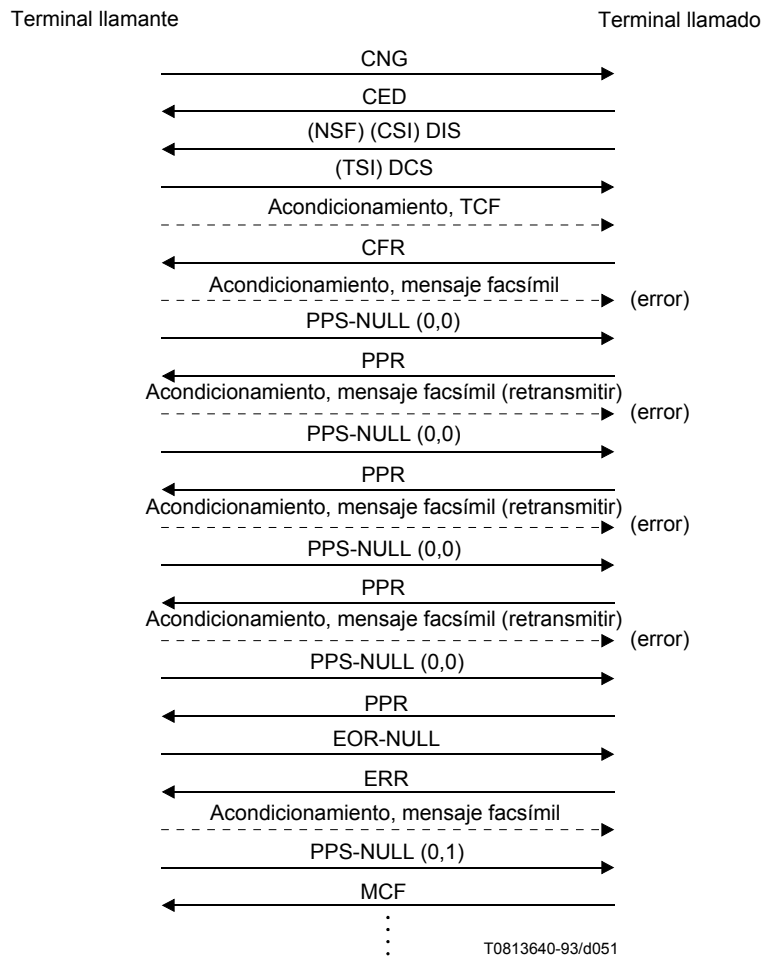 Terminal llamante
Terminal llamado
CNG
CED
(NSF) (CSI) DIS
(TSI) DCS
Acondicionamiento, TCF
CFR
Acondicionamiento, mensaje facsímil
(error)
PPS-NULL (0,0)
PPR
Acondicionamiento, mensaje facsímil (retransmitir)
(error)
PPS-NULL (0,0)
PPR
Acondicionamiento, mensaje facsímil (retransmitir)
(error)
PPS-NULL (0,0)
PPR
Acondicionamiento, mensaje facsímil (retransmitir)
(error)
PPS-NULL (0,0)
PPR
EOR-NULL
ERR
Acondicionamiento, mensaje facsímil
PPS-NULL (0,1)
MCF
T0813640-93/d051